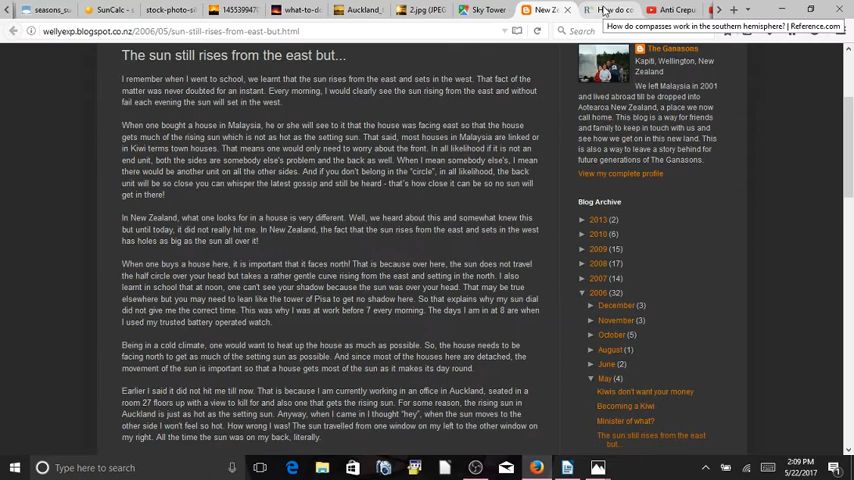 seasons_su
SunCalc - s
stock-photo-si
1455399470
what-to-do
Auckland_
2.jpg (JPEG
Sky Tower
New Ze
How do co
Anti Crepu
How do compasses work in the southern hemisphere? | Reference.com
wellyexp.blogspot.co.nz/2006/05/sun-still-rises-from-east-but.html
Search
The sun still rises from the east but...
I remember when I went to school, we learnt that the sun rises from the east and sets in the west. That fact of the
matter was never doubted for an instant. Every morning, I would clearly see the sun rising from the east and without
fail each evening the sun will set in the west.
When one bought a house in Malaysia, he or she will see to it that the house was facing east so that the house
gets much of the rising sun which is not as hot as the setting sun. That said, most houses in Malaysia are linked or
in Kiwi terms town houses. That means one would only need to worry about the front. In all likelihood if it is not an
end unit, both the sides are somebody else's problem and the back as well. When I mean somebody else's, I mean
there would be another unit on all the other sides. And if you don't belong in the "circle", in all likelihood, the back
unit will be so close you can whisper the latest gossip and still be heard - that's how close it can be so no sun will
get in there!
In New Zealand, what one looks for in a house is very different. Well, we heard about this and somewhat knew this
but until today, it did not really hit me. In New Zealand, the fact that the sun rises from the east and sets in the west
has holes as big as the sun all over it!
When one buys a house here, it is important that it faces north! That is because over here, the sun does not travel
the half circle over your head but takes a rather gentle curve rising from the east and setting in the north. I also
learnt in school that at noon, one can't see your shadow because the sun was over your head. That may be true
elsewhere but you may need to lean like the tower of Pisa to get no shadow here. So that explains why my sun dial
did not give me the correct time. This was why I was at work before 7 every morning. The days I am in at 8 are when
I used my trusted battery operated watch.
Being in a cold climate, one would want to heat up the house as much as possible. So, the house needs to be
facing north to get as much of the setting sun as possible. And since most of the houses here are detached, the
movement of the sun is important so that a house gets most of the sun as it makes its day round.
Earlier I said it did not hit me till now. That is because I am currently working in an office in Auckland, seated in a
room 27 floors up with a view to kill for and also one that gets the rising sun. For some reason, the rising sun in
Auckland is just as hot as the setting sun. Anyway, when I came in I thought "hey", when the sun moves to the
other side I won't feel so hot. How wrong I was! The sun travelled from one window on my left to the other window on
my right. All the time the sun was on my back, literally.
The Ganasons
Kapiti, Wellington, New
Zealand
We left Malaysia in 2001
and lived abroad till be dropped into
Aotearoa New Zealand, a place we now
call home. This blog is a way for friends
and family to keep in touch with us and
see how we get on in this new land. This
is also a way to leave a story behind for
future generations of The Ganasons.
View my complete profile
Blog Archive
► 2013 (2)
► 2010 (6)
► 2009 (15)
► 2008 (17)
► 2007 (14)
▼ 2006 (32)
► December (3)
► November (3)
► October (5)
► August (1)
► June (2)
▼ May (4)
Kiwis don't want your money
Becoming a Kiwi
Minister of what?
The sun still rises from the east
but...
Type here to search
2:09 PM
5/22/2017